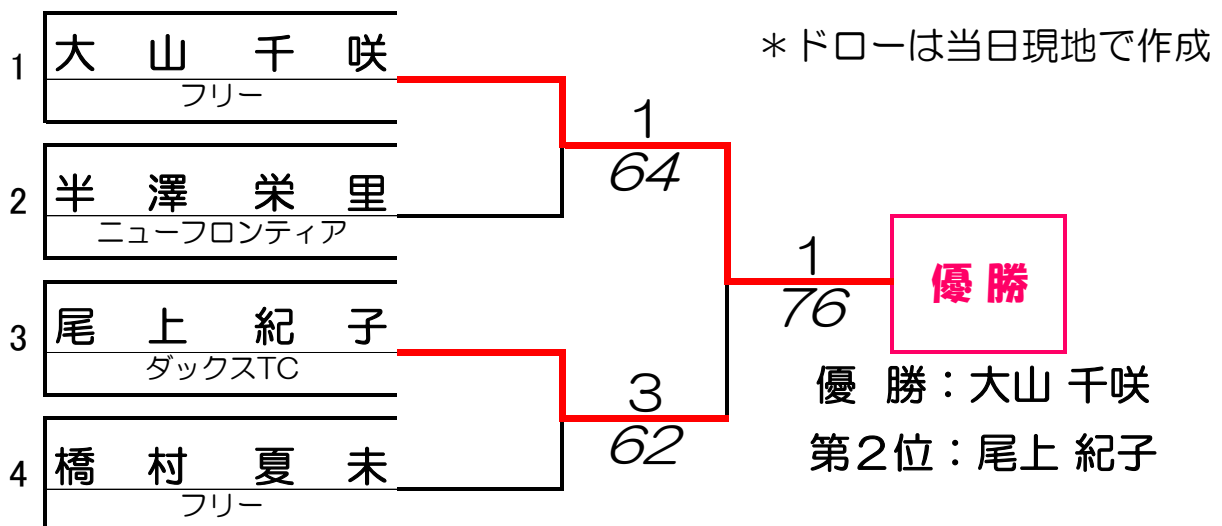 ＊ドローは当日現地で作成
1 大山千咲
フリー
2 半澤栄里
ニューフロンティア
3 尾上紀子
ダックスTC
4 橋村夏未
フリー
1
64
3
62
1
76
優勝
優 勝：大山 千咲
第２位：尾上 紀子